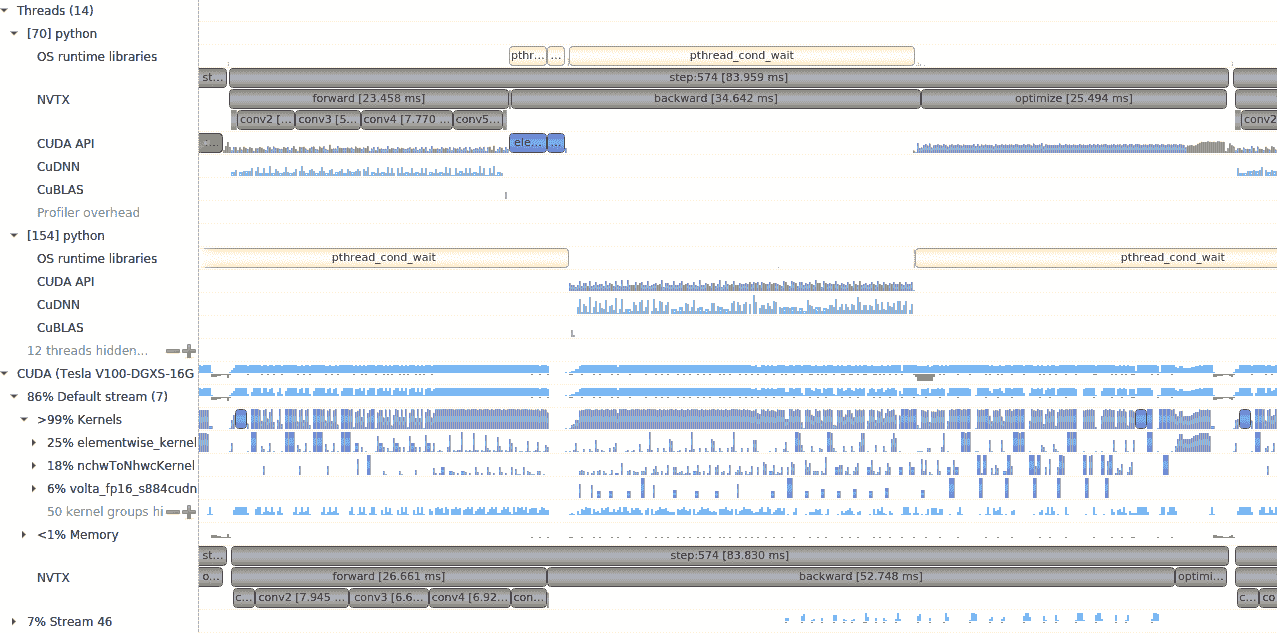 Threads (14)
[70] python
OS runtime libraries
pthr... ... pthread_cond_wait
st... step:574 [83.959 ms]
NVTX
forward [23.458 ms] backward [34.642 ms] optimize [25.494 ms]
conv2 [... conv3 [5... conv4 [7.770 ... conv5... conv2
CUDA API
ele... ...
CuDNN
CuBLAS
Profiler overhead
[154] python
OS runtime libraries
pthread_cond_wait pthread_cond_wait
CUDA API
CuDNN
CuBLAS
12 threads hidden...
CUDA (Tesla V100-DGXS-16G
86% Default stream (7)
>99% Kernels
25% elementwise_kernel
18% nchwToNhwcKernel
6% volta_fp16_s884cudn
50 kernel groups hi
<1% Memory
st... step:574 [83.830 ms]
NVTX
o... forward [26.661 ms] backward [52.748 ms] optimi...
c... conv2 [7.945 ... conv3 [6.6... conv4 [6.92... con... c... co
7% Stream 46